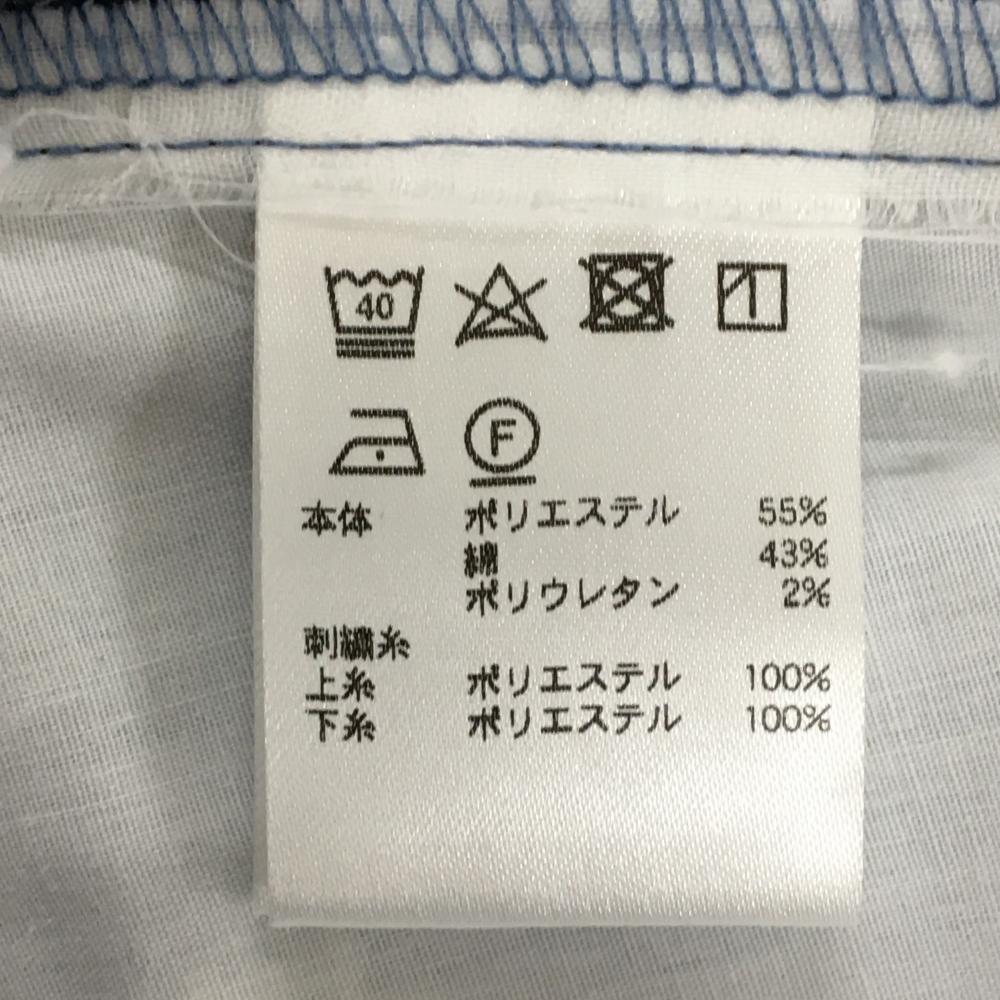 40
F
本体 ポリエステル 55%
綿 43%
ポリウレタン 2%
刺繍糸
上糸 ポリエステル 100%
下糸 ポリエステル 100%